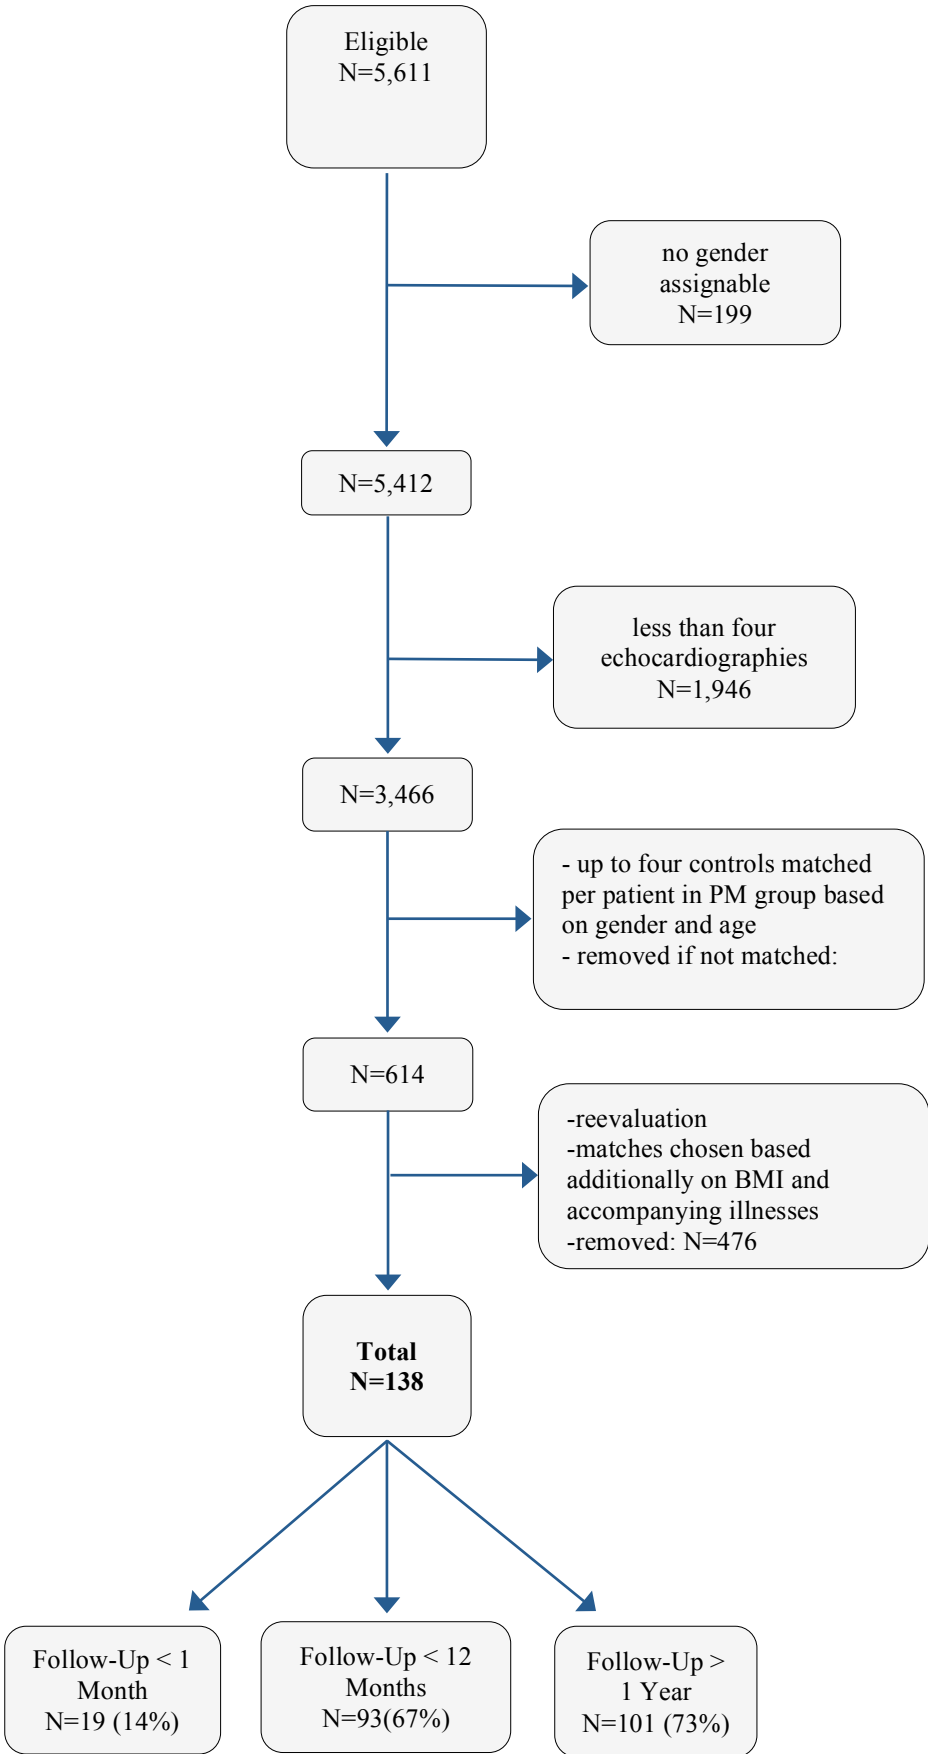 Eligible
N=5,611
no gender
assignable
N=199
N=5,412
less than four
echocardiographies
N=1,946
N=3,466
- up to four controls matched
per patient in PM group based
on gender and age
- removed if not matched:
N=614
-reevaluation
-matches chosen based
additionally on BMI and
accompanying illnesses
-removed: N=476
Total
N=138
Follow-Up < 1
Month
N=19 (14%)
Follow-Up < 12
Months
N=93(67%)
Follow-Up >
1 Year
N=101 (73%)